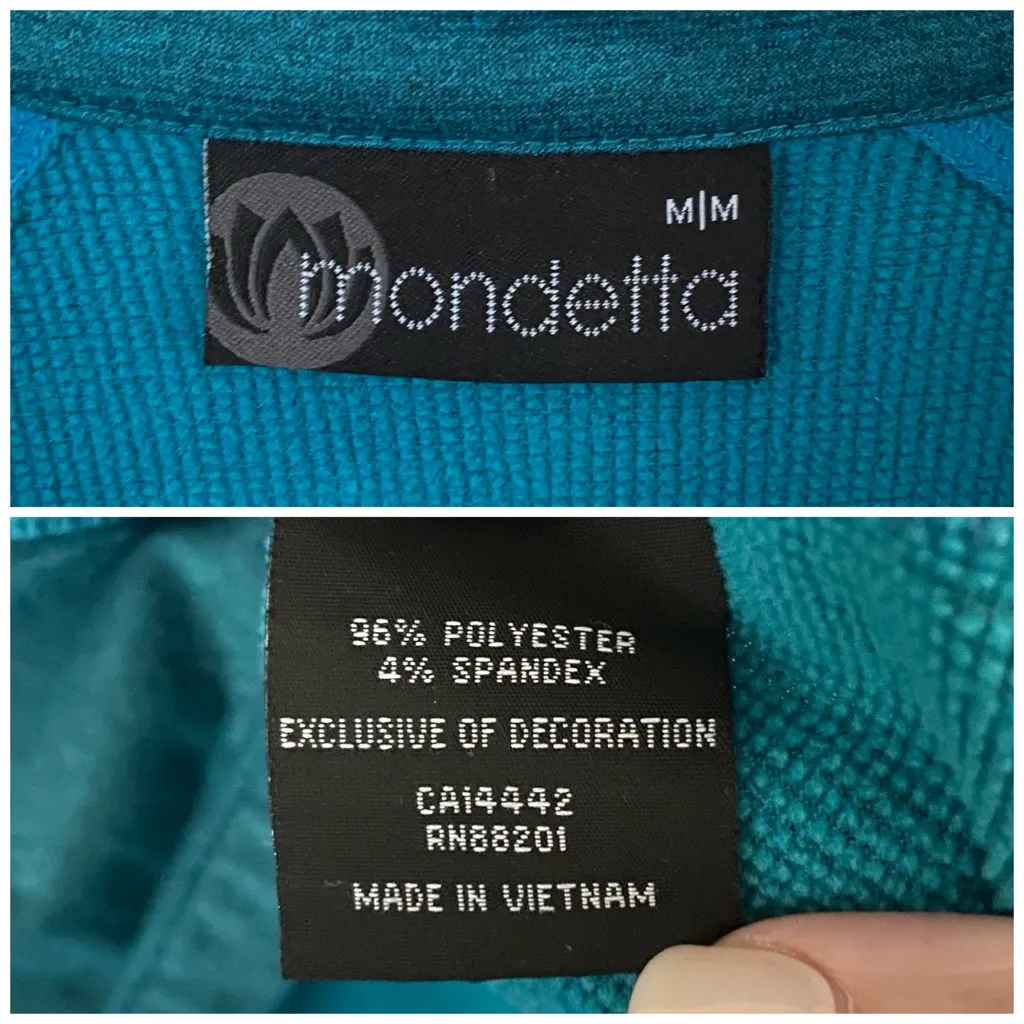 M|M
mondetta
96% POLYESTER
4% SPANDEX
EXCLUSIVE OF DECORATION
CA14442
RN88201
MADE IN VIETNAM